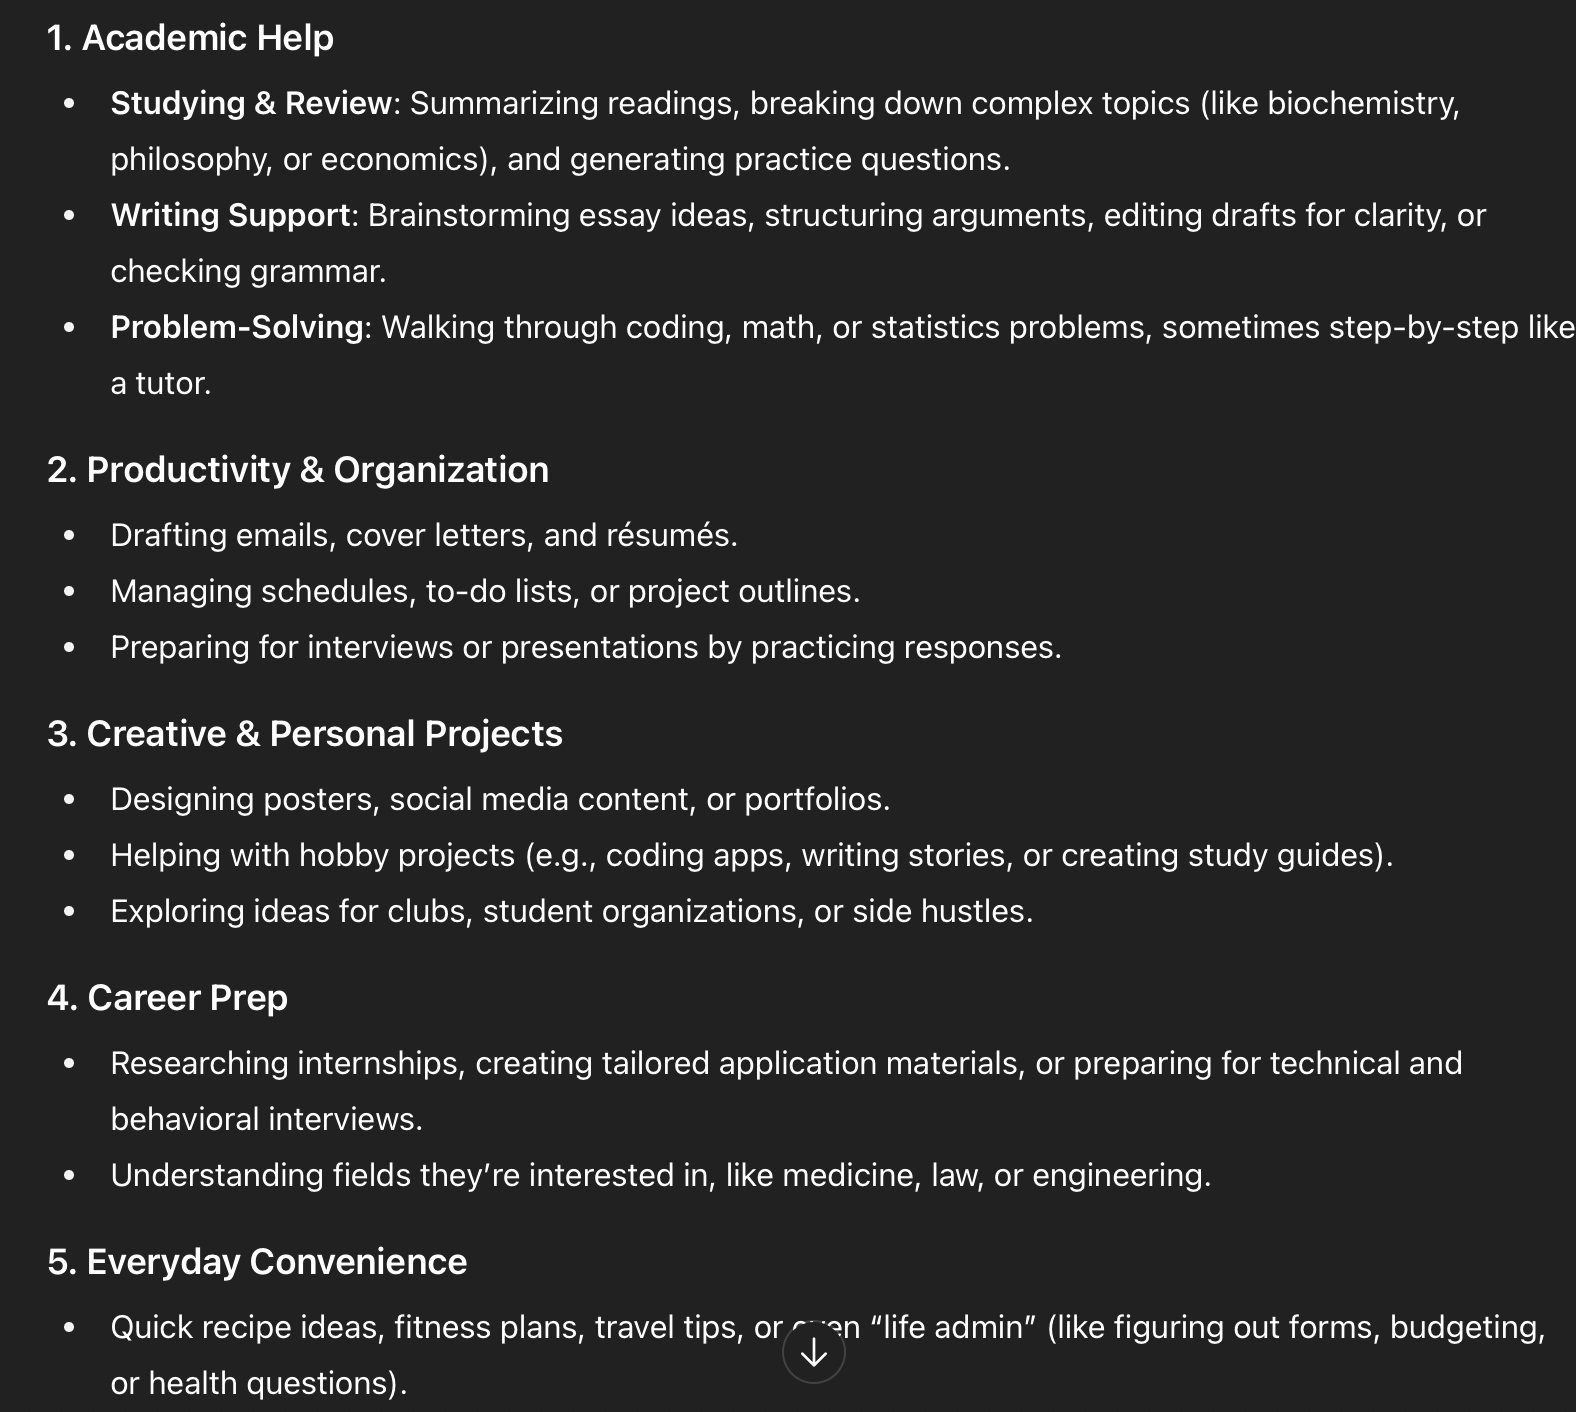 1. Academic Help
• Studying & Review: Summarizing readings, breaking down complex topics (like biochemistry,
philosophy, or economics), and generating practice questions.
• Writing Support: Brainstorming essay ideas, structuring arguments, editing drafts for clarity, or
checking grammar.
• Problem-Solving: Walking through coding, math, or statistics problems, sometimes step-by-step like
a tutor.
2. Productivity & Organization
• Drafting emails, cover letters, and résumés.
• Managing schedules, to-do lists, or project outlines.
• Preparing for interviews or presentations by practicing responses.
3. Creative & Personal Projects
• Designing posters, social media content, or portfolios.
• Helping with hobby projects (e.g., coding apps, writing stories, or creating study guides).
• Exploring ideas for clubs, student organizations, or side hustles.
4. Career Prep
• Researching internships, creating tailored application materials, or preparing for technical and
behavioral interviews.
• Understanding fields they’re interested in, like medicine, law, or engineering.
5. Everyday Convenience
• Quick recipe ideas, fitness plans, travel tips, or even “life admin” (like figuring out forms, budgeting,
or health questions).